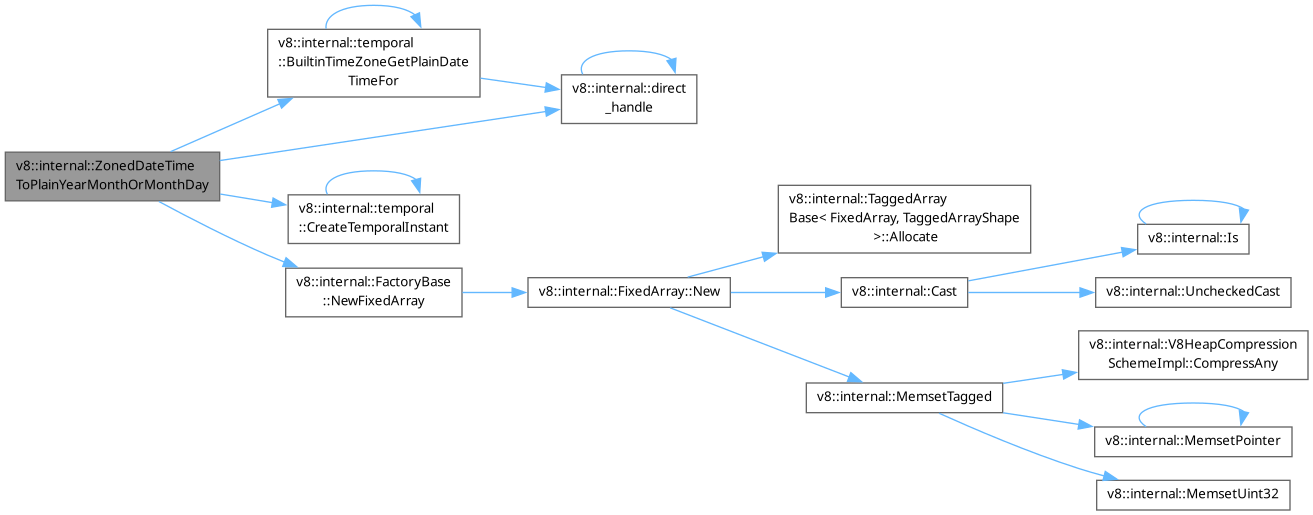 v8::internal::temporal
::BuiltinTimeZoneGetPlainDate
TimeFor
v8::internal::direct
_handle
v8::internal::ZonedDateTime
ToPlainYearMonthOrMonthDay
v8::internal::temporal
::CreateTemporalInstant
v8::internal::TaggedArray
Base< FixedArray, TaggedArrayShape
>::Allocate
v8::internal::Is
v8::internal::FactoryBase
::NewFixedArray
v8::internal::FixedArray::New
v8::internal::Cast
v8::internal::UncheckedCast
v8::internal::V8HeapCompression
SchemeImpl::CompressAny
v8::internal::MemsetTagged
v8::internal::MemsetPointer
v8::internal::MemsetUint32